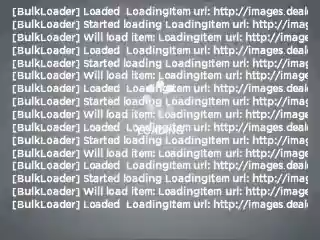 [BulkLoader] Loaded LoadingItem url: http://images.deal
[BulkLoader] Started loading LoadingItem url: http://imag
[BulkLoader] Will load item: LoadingItem url: http://image
[BulkLoader] Loaded LoadingItem url: http://images.deal
[BulkLoader] Started loading LoadingItem url: http://imag
[BulkLoader] Will load item: LoadingItem url: http://image
[BulkLoader] Loaded LoadingItem url: http://images.deal
[BulkLoader] Started loading LoadingItem url: http://imag
[BulkLoader] Will load item: LoadingItem url: http://image
[BulkLoader] Loaded LoadingItem url: http://images.deal
[BulkLoader] Started loading LoadingItem url: http://imag
[BulkLoader] Will load item: LoadingItem url: http://image
[BulkLoader] Loaded LoadingItem url: http://images.deal
[BulkLoader] Started loading LoadingItem url: http://imag
[BulkLoader] Will load item: LoadingItem url: http://image
[BulkLoader] Loaded LoadingItem url: http://images.deal